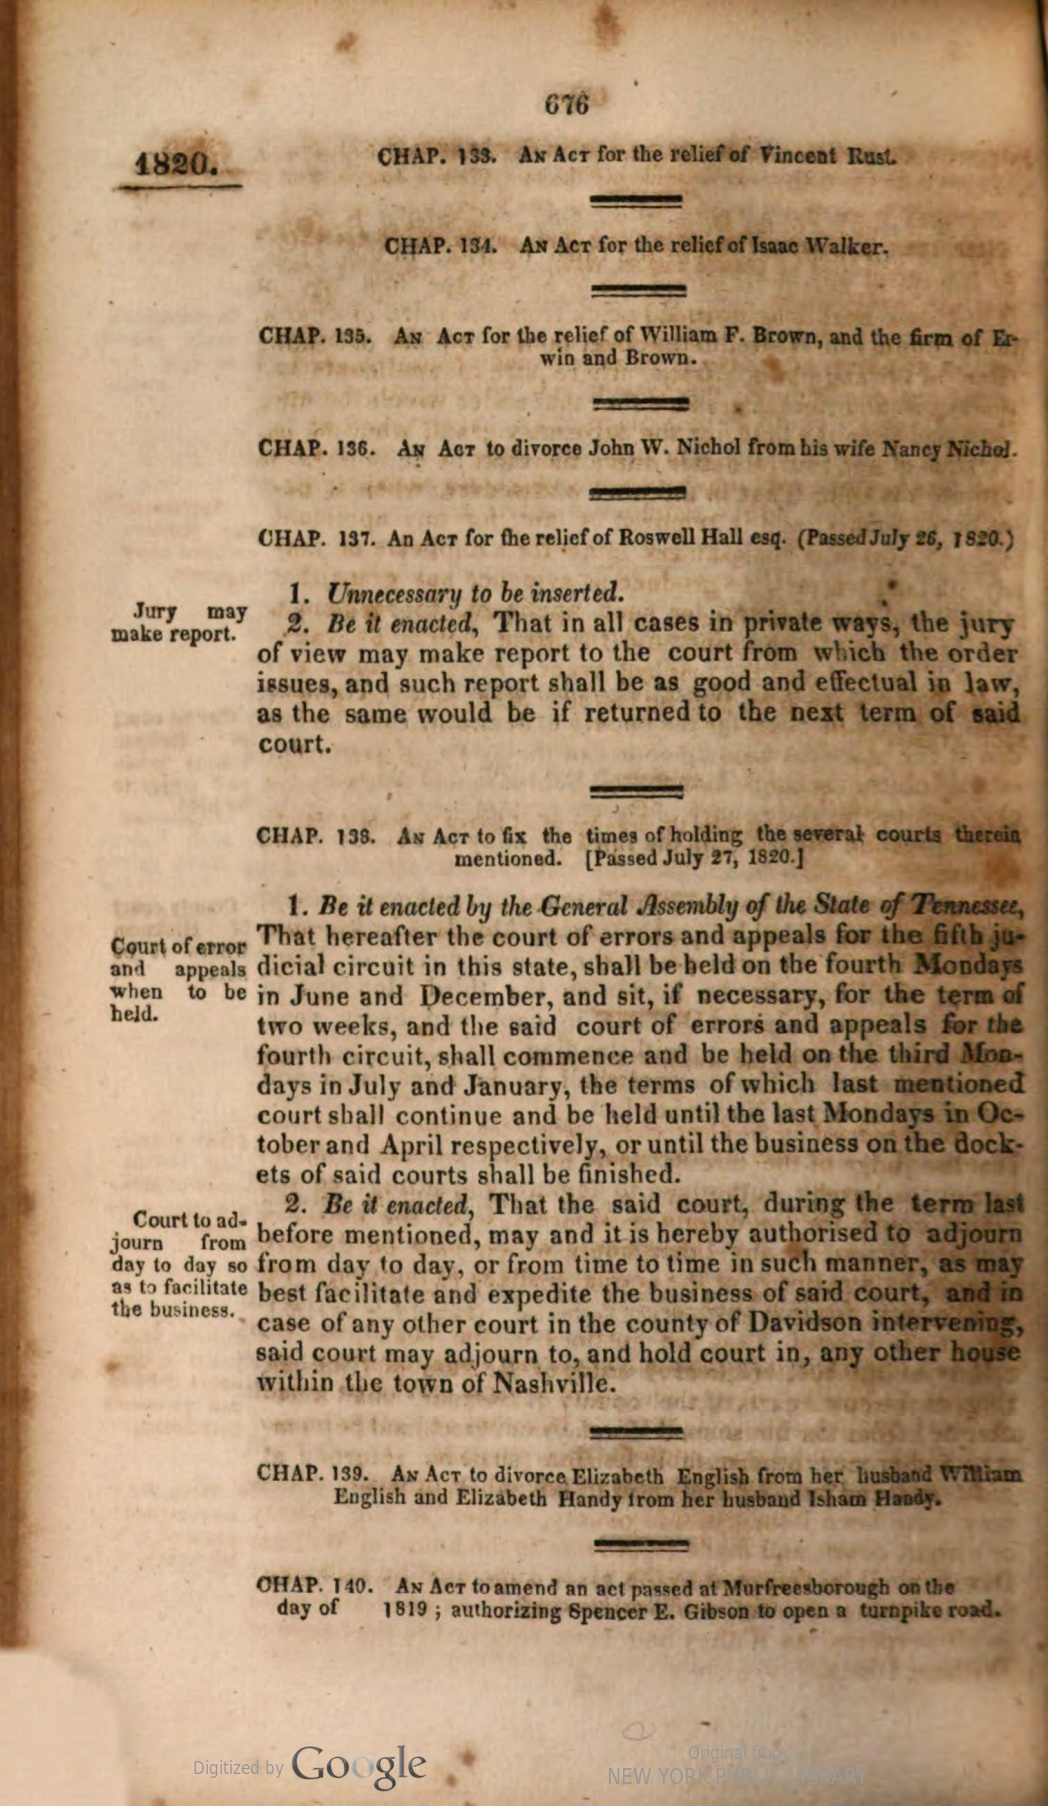 676
1820.
CHAP. 133. AN ACT for the relief of Vincent Rust.
CHAP. 134. AN ACT for the relief of Isaac Walker.
CHAP. 135. AN ACT for the relief of William F. Brown, and the firm of Er-
win and Brown.
CHAP. 136. AN ACT to divorce John W. Nichol from his wife Nancy Nichol.
CHAP. 137. An ACT for the relief of Roswell Hall esq. (Passed July 26, 1820.)
1. Unnecessary to be inserted.
Jury may
make report.
2. Be it enacted, That in all cases in private ways, the jury
of view may make report to the court from which the order
issues, and such report shall be as good and effectual in law,
as the same would be if returned to the next term of said
court.
CHAP. 138. AN ACT to fix the times of holding the several courts therein
mentioned. [Passed July 27, 1820.]
1. Be it enacted by the General Assembly of the State of Tennessee,
Court of error
and appeals
when to be
held.
That hereafter the court of errors and appeals for the fifth ju-
dicial circuit in this state, shall be held on the fourth Mondays
in June and December, and sit, if necessary, for the term of
two weeks, and the said court of errors and appeals for the
fourth circuit, shall commence and be held on the third Mon-
days in July and January, the terms of which last mentioned
court shall continue and be held until the last Mondays in Oc-
tober and April respectively, or until the business on the dock-
ets of said courts shall be finished.
Court to ad-
journ from
day to day so
as to facilitate
the business.
2. Be it enacted, That the said court, during the term last
before mentioned, may and it is hereby authorised to adjourn
from day to day, or from time to time in such manner, as may
best facilitate and expedite the business of said court, and in
case of any other court in the county of Davidson intervening,
said court may adjourn to, and hold court in, any other house
within the town of Nashville.
CHAP. 139. AN ACT to divorce Elizabeth English from her husband William
English and Elizabeth Handy from her husband Isham Handy.
CHAP. 140. AN ACT to amend an act passed at Murfreesborough on the
day of 1819 ; authorizing Spencer E. Gibson to open a turnpike road.
Digitized by Google
Original from
NEW YORK PUBLIC LIBRARY